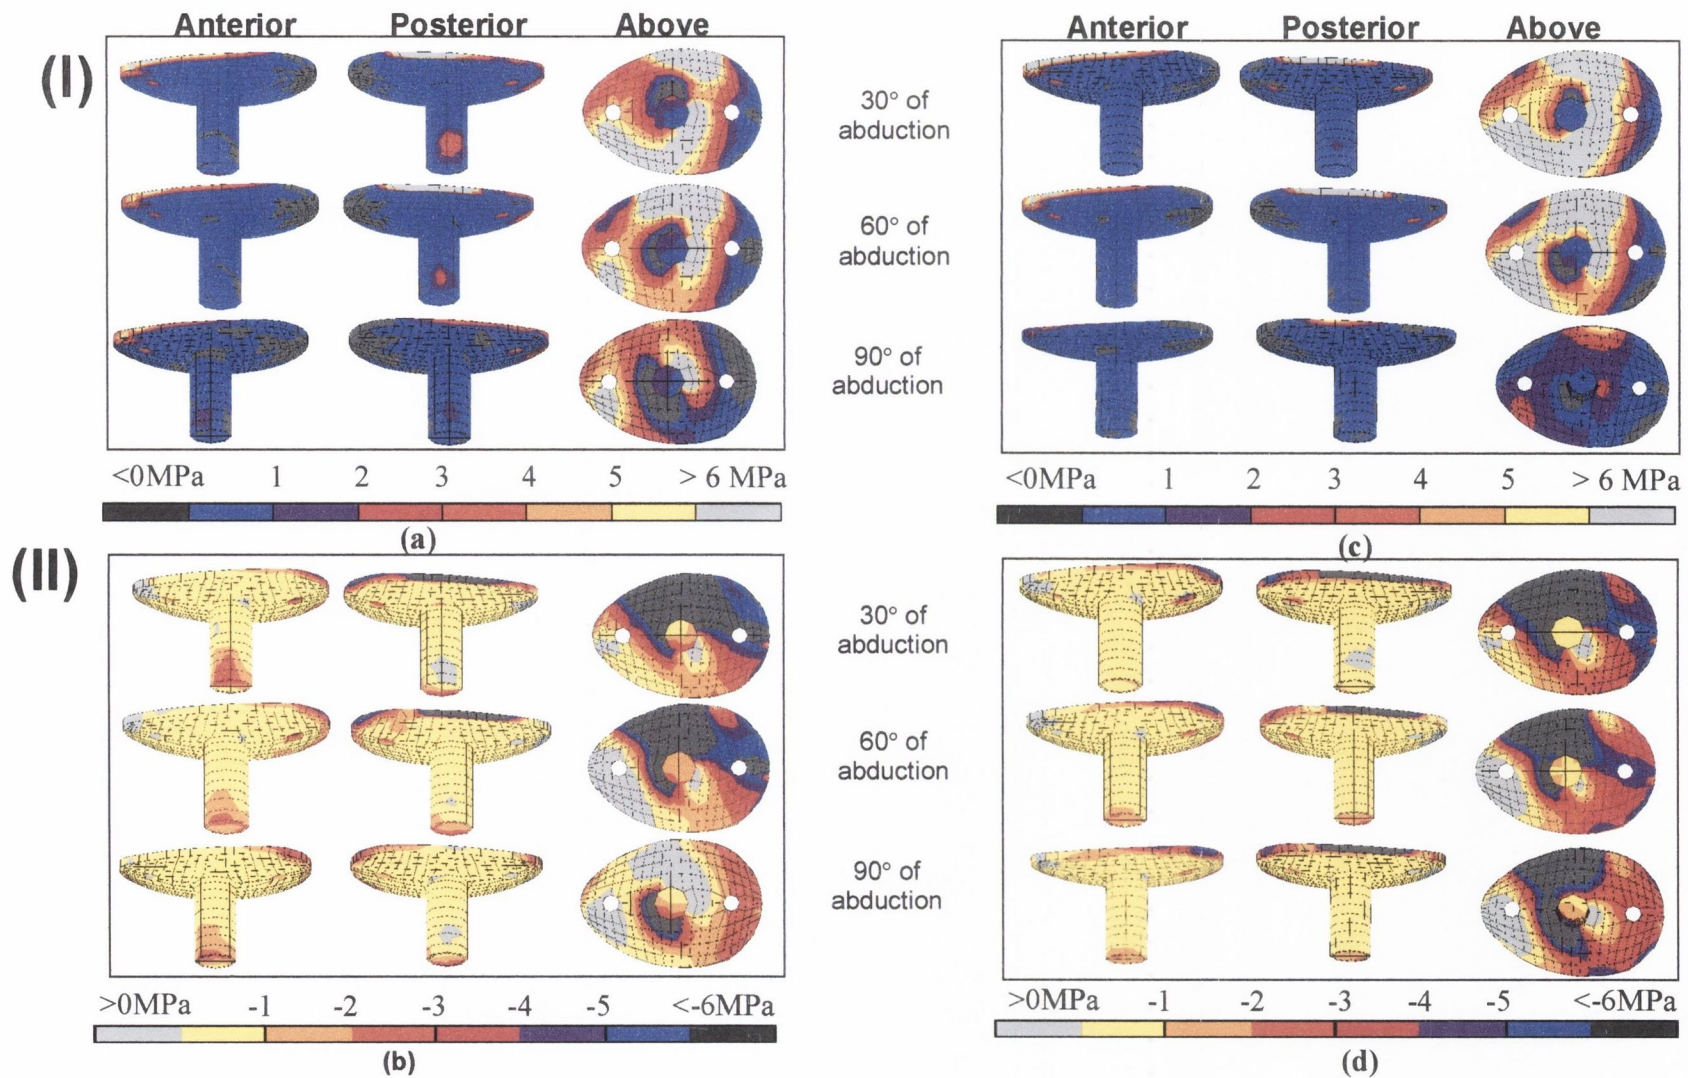 Anterior Posterior Above
Anterior Posterior Above
(I)
30° of
abduction
60° of
abduction
90° of
abduction
<0MPa 1 2 3 4 5 > 6 MPa
(a)
<0MPa 1 2 3 4 5 > 6 MPa
(c)
(II)
30° of
abduction
60° of
abduction
90° of
abduction
>0MPa -1 -2 -3 -4 -5 <-6MPa
(b)
>0MPa -1 -2 -3 -4 -5 <-6MPa
(d)